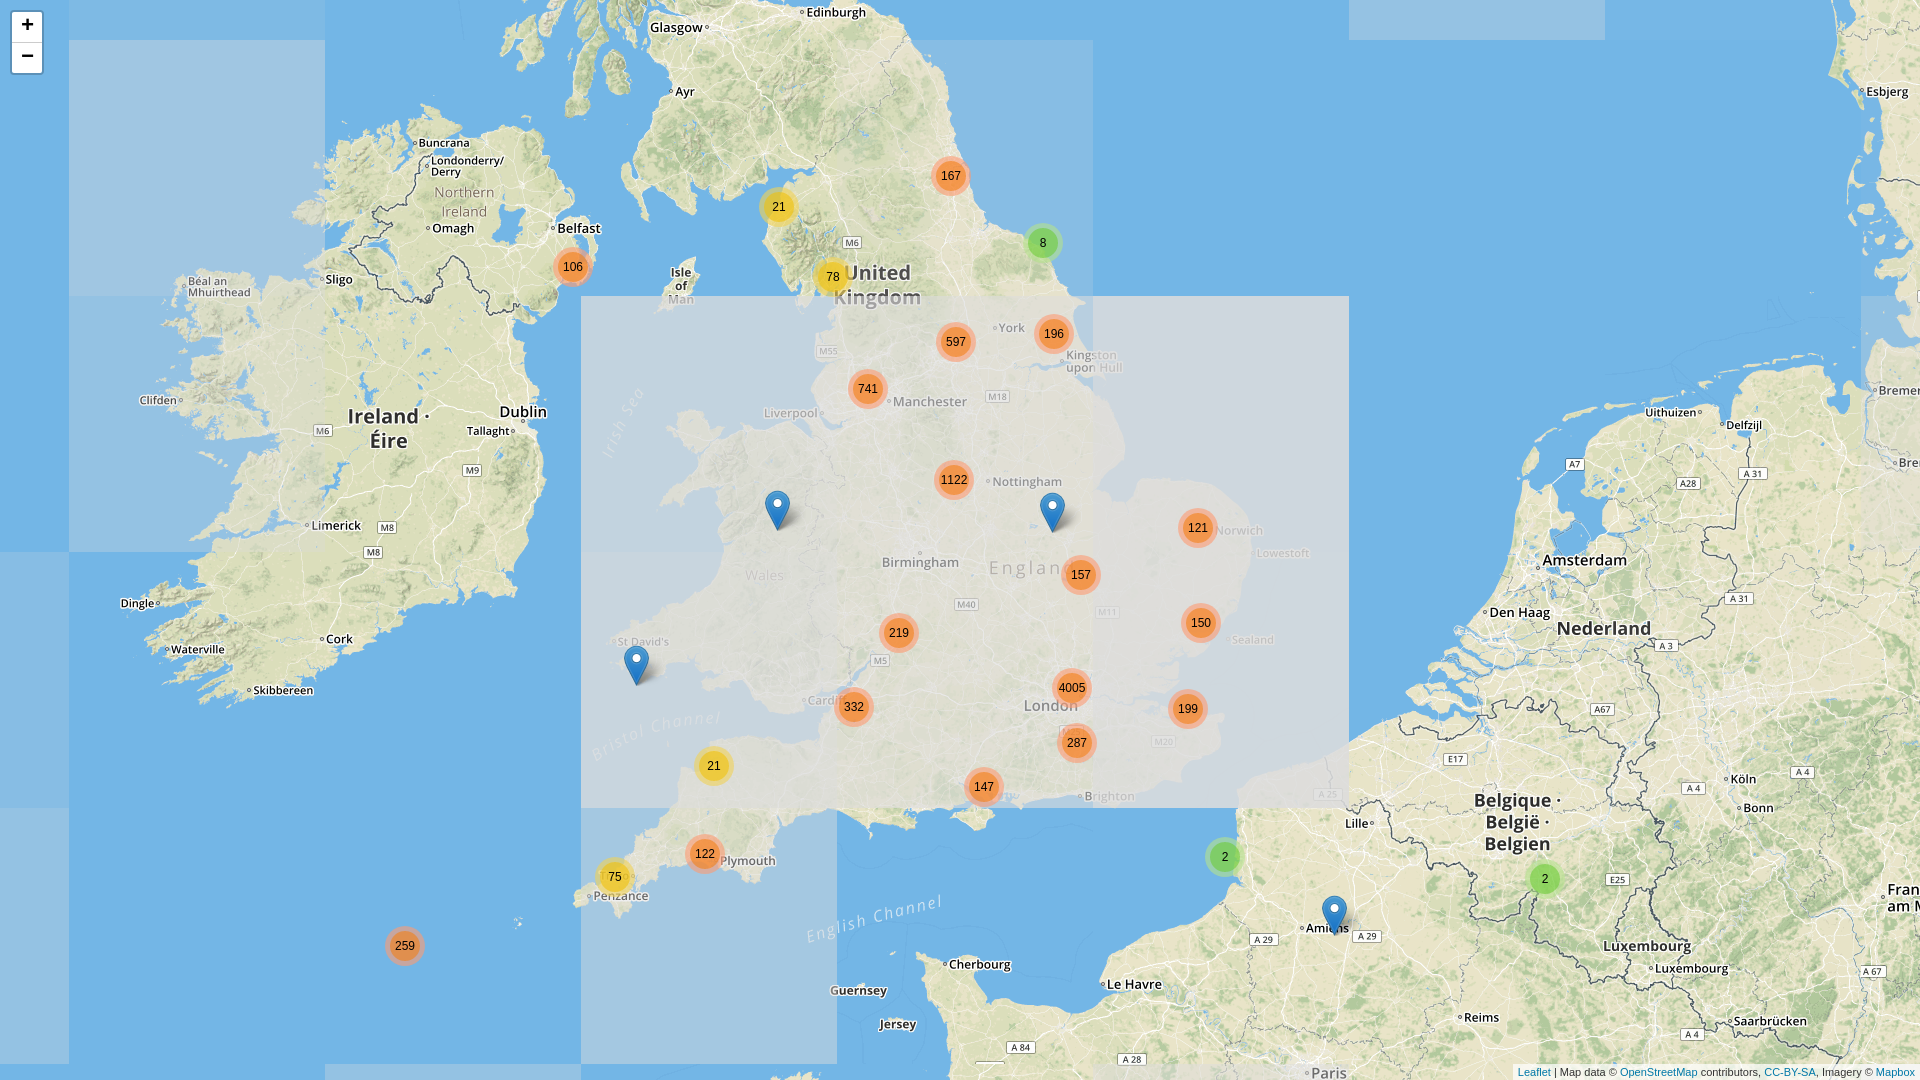 +
−
Glasgow
Edinburgh
Ayr
Esbjerg
Buncrana
Londonderry/
Derry
Northern
Ireland
Omagh
Belfast
167
21
8
M6
106
78
United
Kingdom
Isle
of
Man
Béal an
Mhuirthead
Sligo
597
York
196
M55
Kingston
upon Hull
741
Manchester
M18
Liverpool
Irish Sea
Clifden
Ireland ·
Éire
M6
Dublin
Tallaght
M9
Uithuizen
Delfzijl
A7
A 31
A28
1122
Nottingham
121
Norwich
Lowestoft
Limerick
M8
M8
Birmingham
Wales
157
Amsterdam
Dingle
M40
M11
150
Den Haag
A 31
Nederland
219
Sealand
A 3
Cork
Waterville
St David's
M5
Skibbereen
4005
332
London
199
A67
Bristol Channel
287
M20
E17
21
147
Brighton
A 25
Köln
A 4
A 4
Bonn
Belgique ·
België ·
Belgien
Lille
122
Plymouth
2
75
Penzance
2
E25
English Channel
Amiens
A 29
A 29
259
Luxembourg
Luxembourg
A 67
Cherbourg
Le Havre
Guernsey
Jersey
Reims
Saarbrücken
A 4
A 84
A 28
Paris
Leaflet | Map data © OpenStreetMap contributors, CC-BY-SA, Imagery © Mapbox